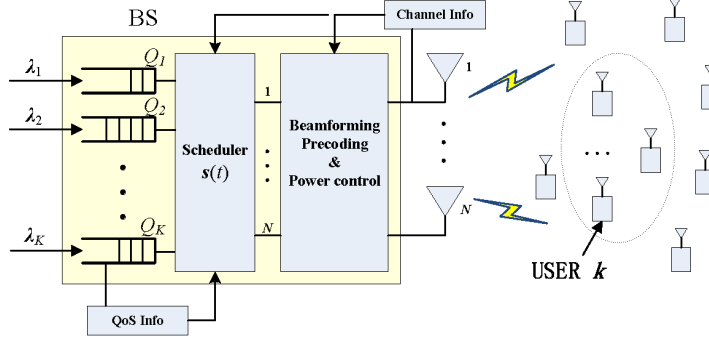 BS
Channel Info
λ1
Q1
λ2
Q2
λK
QK
Scheduler
s(t)
1
N
Beamforming
Precoding
&
Power control
1
N
QoS Info
...
USER k